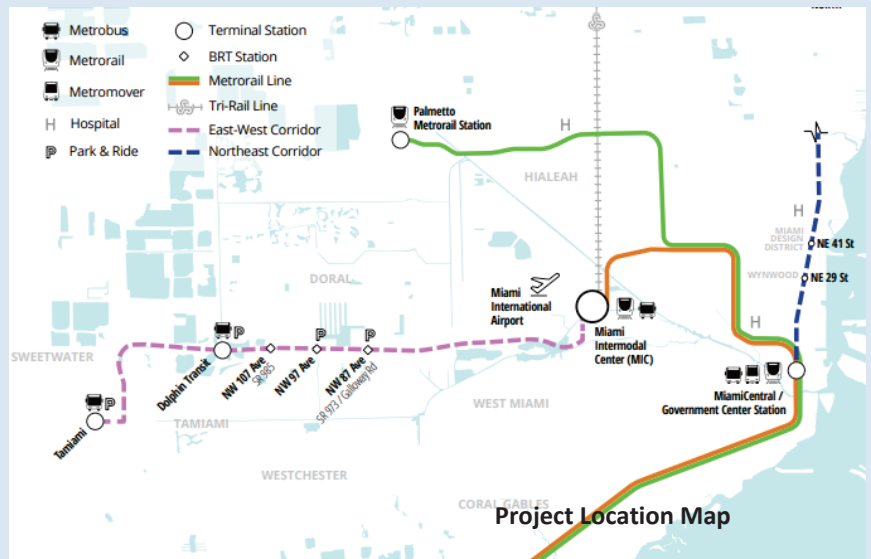 Metrobus
Metrorail
Metromover
H Hospital
P Park & Ride
Terminal Station
BRT Station
Metrorail Line
Tri-Rail Line
East-West Corridor
Northeast Corridor
Palmetto
Metrorail Station
H
HIALEAH
H
MIAMI
DESIGN
DISTRICT
NE 41 St
WYNWOOD
NE 29 St
DORAL
Miami
International
Airport
Miami
Intermodal
Center (MIC)
H
SWEETWATER
P
Dolphin Transit
NW 107 Ave
SR 985
P
NW 97 Ave
P
NW 87 Ave
SR 973 / Galloway Rd
WEST MIAMI
MiamiCentral /
Government Center Station
P
Tamiami
TAMIAMI
WESTCHESTER
CORAL GABLES
Project Location Map